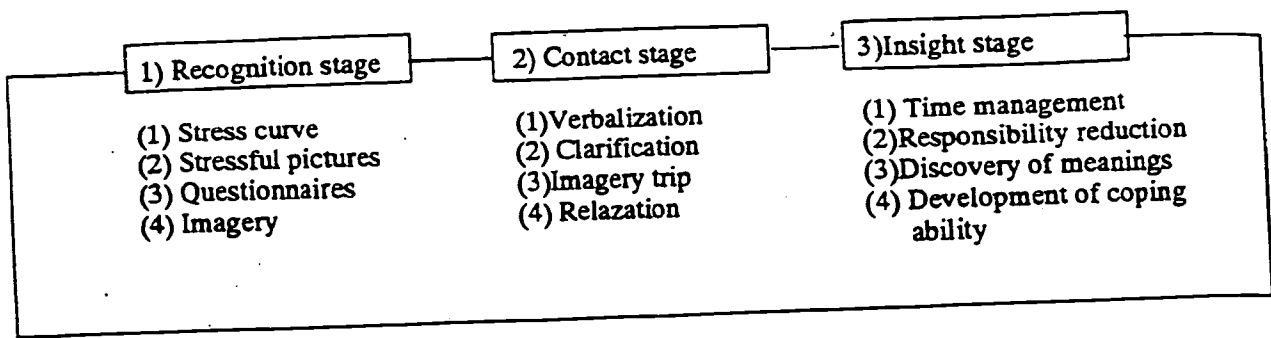 1) Recognition stage
(1) Stress curve
(2) Stressful pictures
(3) Questionnaires
(4) Imagery
2) Contact stage
(1)Verbalization
(2) Clarification
(3)Imagery trip
(4) Relazation
3)Insight stage
(1) Time management
(2)Responsibility reduction
(3)Discovery of meanings
(4) Development of coping
ability